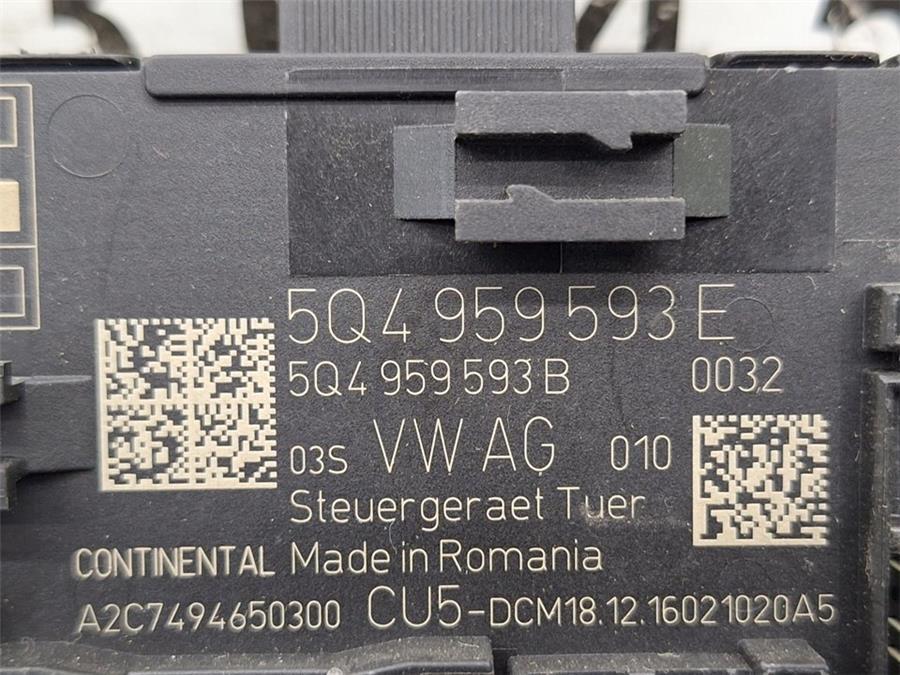 5Q4 959 593 E
5Q4 959 593 B 0032
03S VW AG 010
Steuergeraet Tuer
CONTINENTAL Made in Romania
A2C7494650300 CU5-DCM18.12.16021020A5